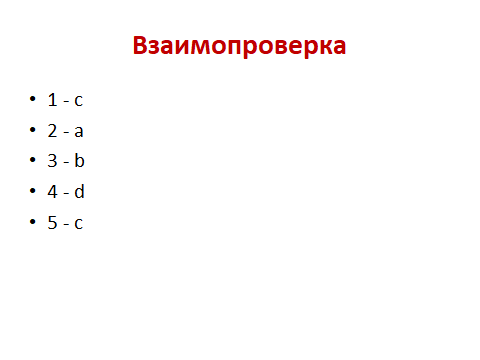 Взаимопроверка
• 1 - c
• 2 - a
• 3 - b
• 4 - d
• 5 - c